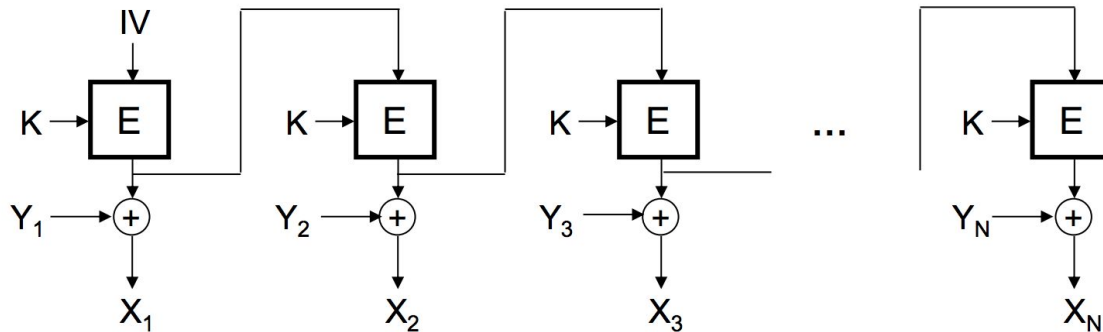 IV
K E K E K E ... K E
Y1 + Y2 + Y3 + YN +
X1 X2 X3 XN